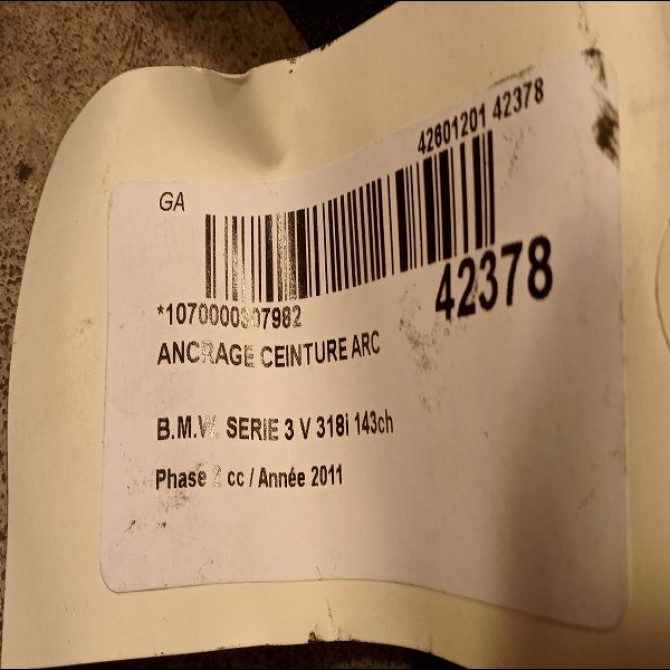 42601201 42378
GA
42378
*1070000307982
ANCRAGE CEINTURE ARC
B.M.W. SERIE 3 V 318i 143ch
Phase 2 cc / Année 2011